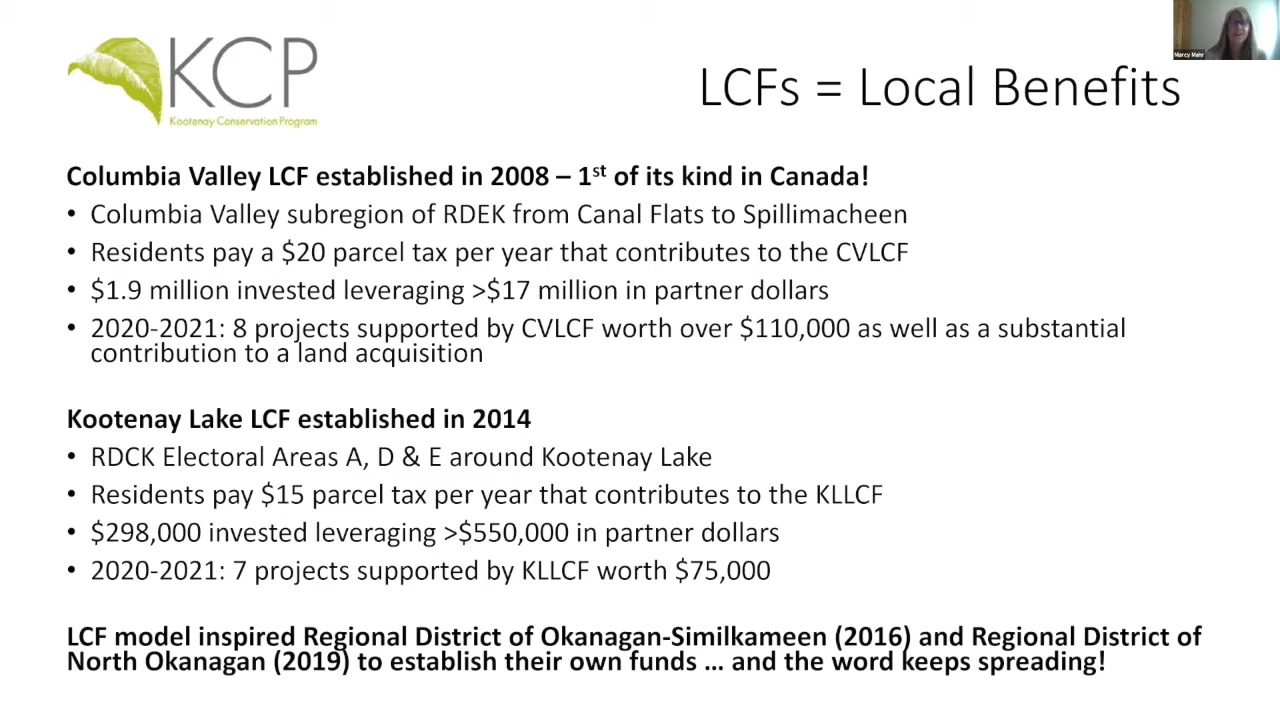 Marcy Mahr
KCP
Kootenay Conservation Program
LCFs = Local Benefits
Columbia Valley LCF established in 2008 – 1st of its kind in Canada!
• Columbia Valley subregion of RDEK from Canal Flats to Spillimacheen
• Residents pay a $20 parcel tax per year that contributes to the CVLCF
• $1.9 million invested leveraging >$17 million in partner dollars
• 2020-2021: 8 projects supported by CVLCF worth over $110,000 as well as a substantial
contribution to a land acquisition
Kootenay Lake LCF established in 2014
• RDCK Electoral Areas A, D & E around Kootenay Lake
• Residents pay $15 parcel tax per year that contributes to the KLLCF
• $298,000 invested leveraging >$550,000 in partner dollars
• 2020-2021: 7 projects supported by KLLCF worth $75,000
LCF model inspired Regional District of Okanagan-Similkameen (2016) and Regional District of
North Okanagan (2019) to establish their own funds … and the word keeps spreading!